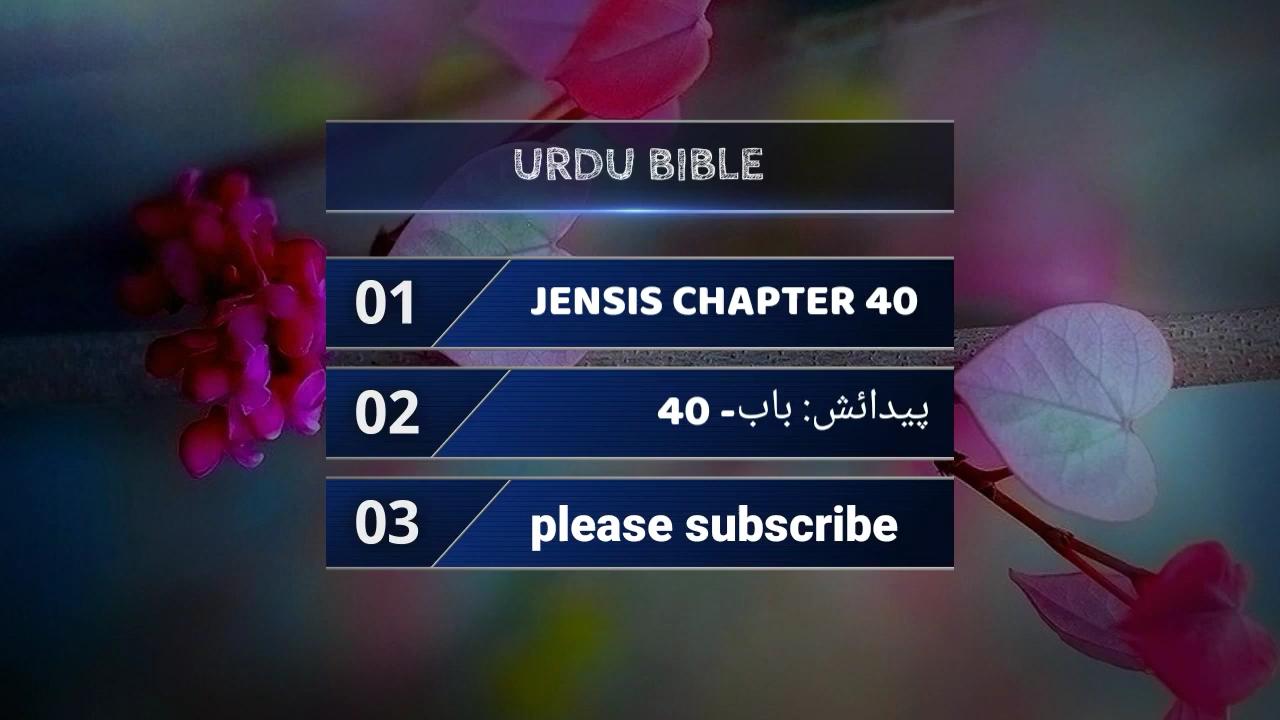 URDU BIBLE
01 JENSIS CHAPTER 40
02 پیدائش: باب- 40
03 please subscribe